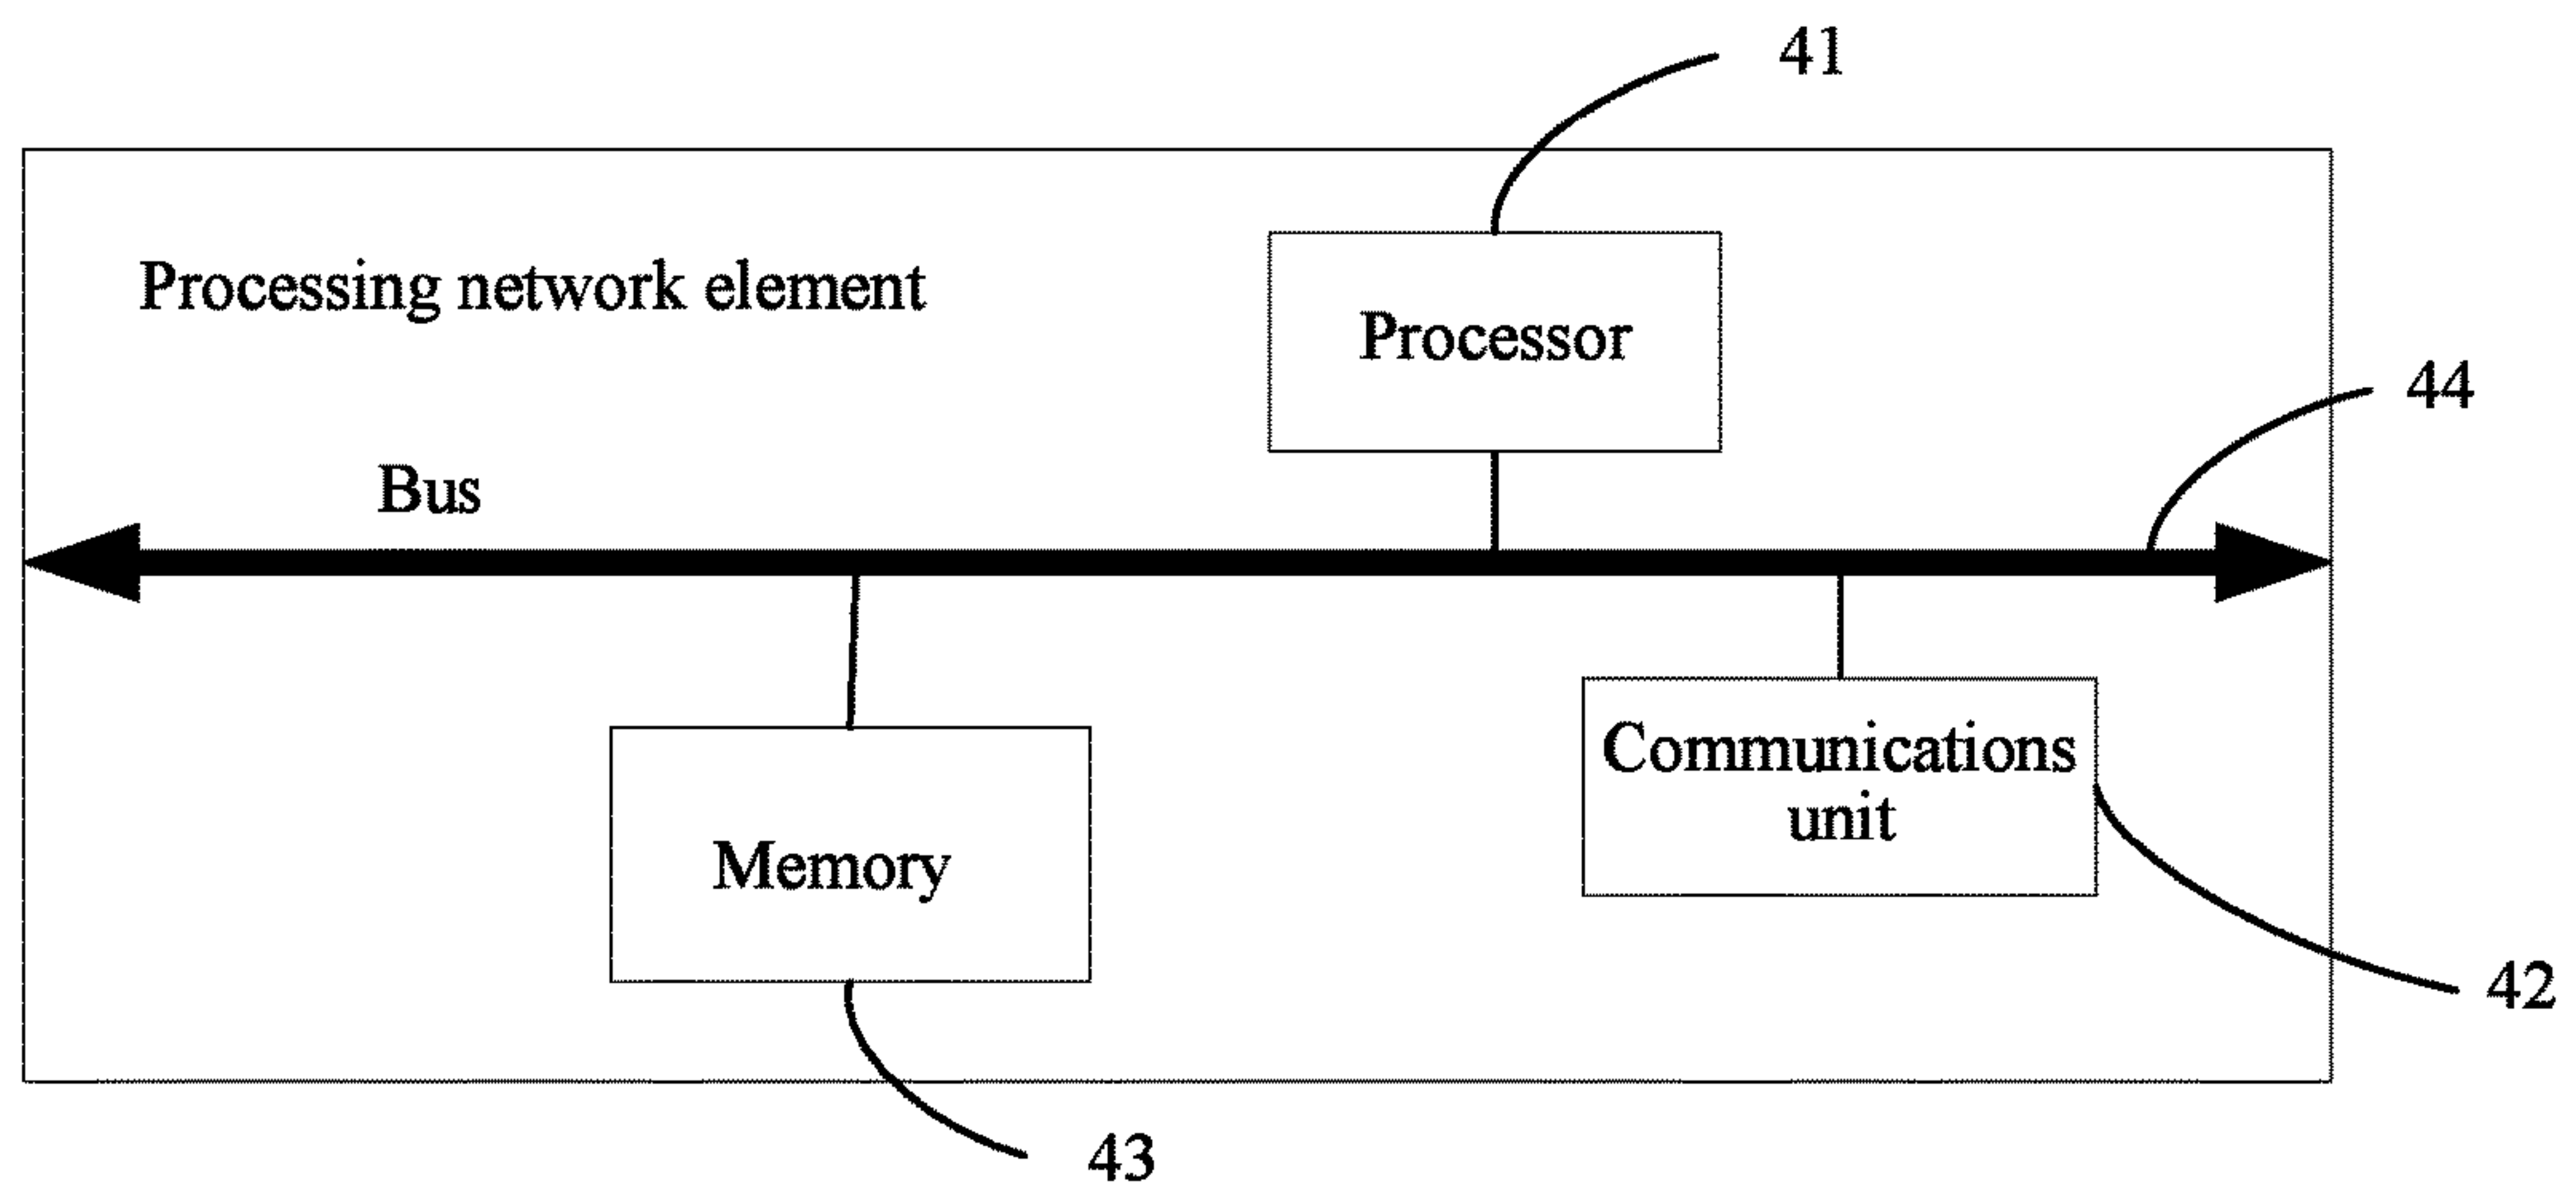 41
Processing network element
Processor
44
Bus
Communications
unit
Memory
42
43